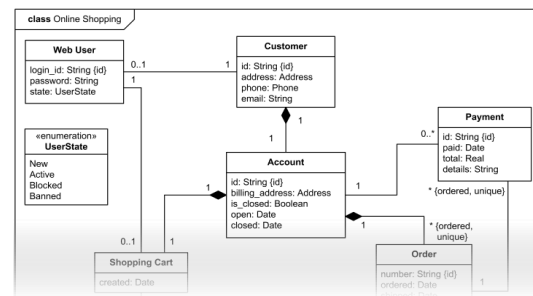 class Online Shopping
Web User
login_id: String {id}
password: String
state: UserState
0..1
1
1
Customer
id: String {id}
address: Address
phone: Phone
email: String
1
1
«enumeration»
UserState
New
Active
Blocked
Banned
Account
id: String {id}
billing_address: Address
is_closed: Boolean
open: Date
closed: Date
1
1
1
0..*
Payment
id: String {id}
paid: Date
total: Real
details: String
* {ordered, unique}
* {ordered,
unique}
0..1
1
Shopping Cart
created: Date
Order
number: String {id}
ordered: Date
1